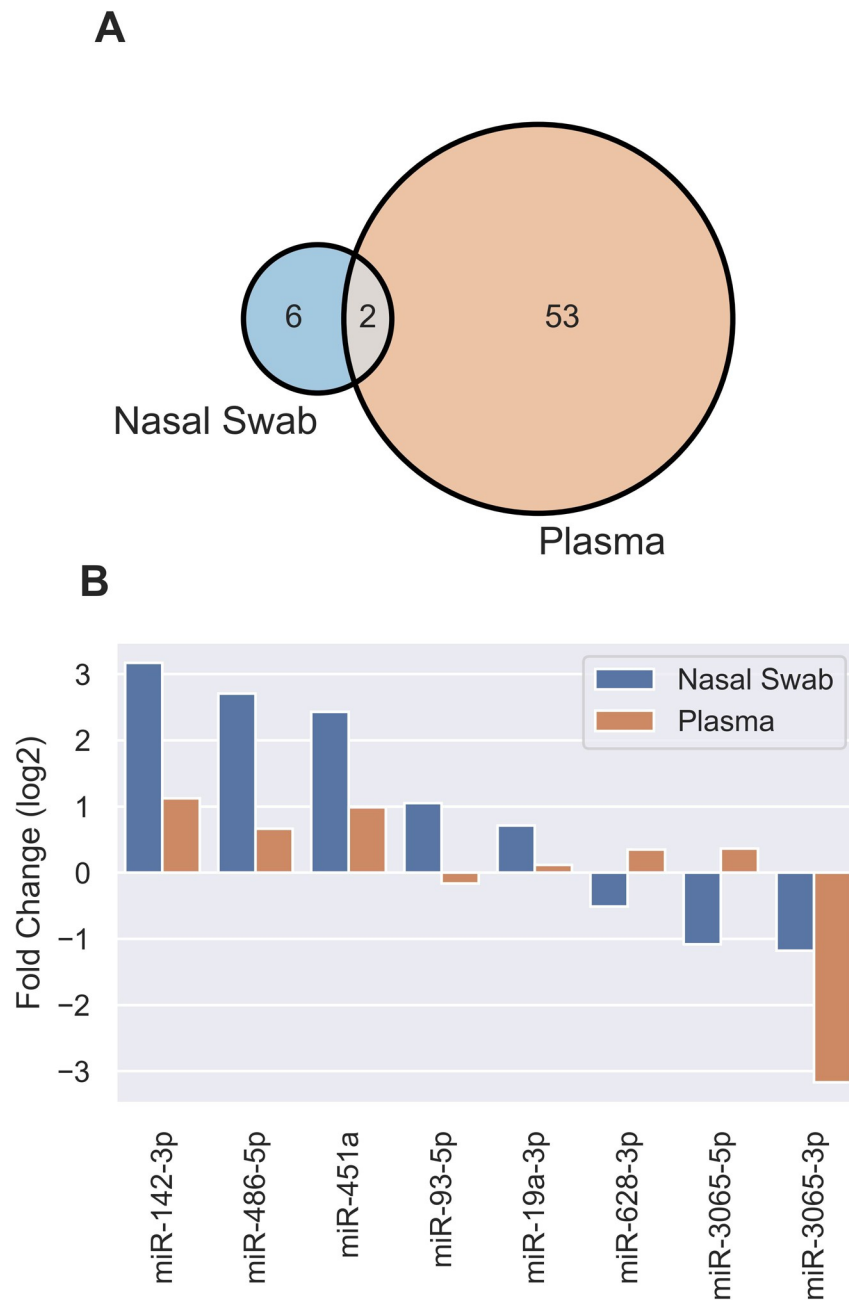 A
6
2
53
Nasal Swab
Plasma
B
Fold Change (log2)
3
2
1
0
−1
−2
−3
Nasal Swab
Plasma
miR-142-3p
miR-486-5p
miR-451a
miR-93-5p
miR-19a-3p
miR-628-3p
miR-3065-5p
miR-3065-3p